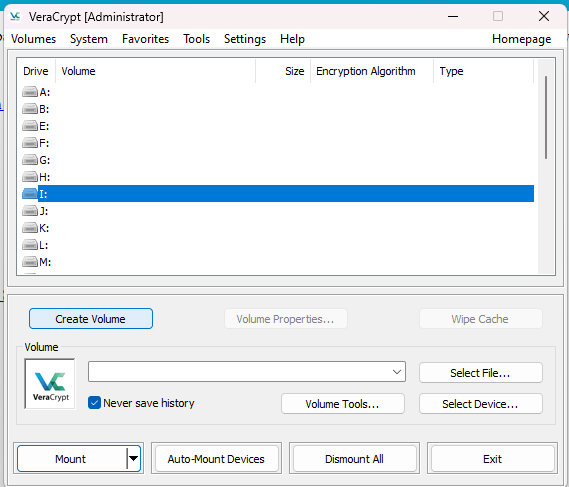 VeraCrypt [Administrator]
Volumes System Favorites Tools Settings Help Homepage
Drive Volume Size Encryption Algorithm Type
A:
B:
E:
F:
G:
H:
I:
J:
K:
L:
M:
Create Volume Volume Properties... Wipe Cache
Volume
VeraCrypt
Select File...
Never save history
Volume Tools... Select Device...
Mount Auto-Mount Devices Dismount All Exit